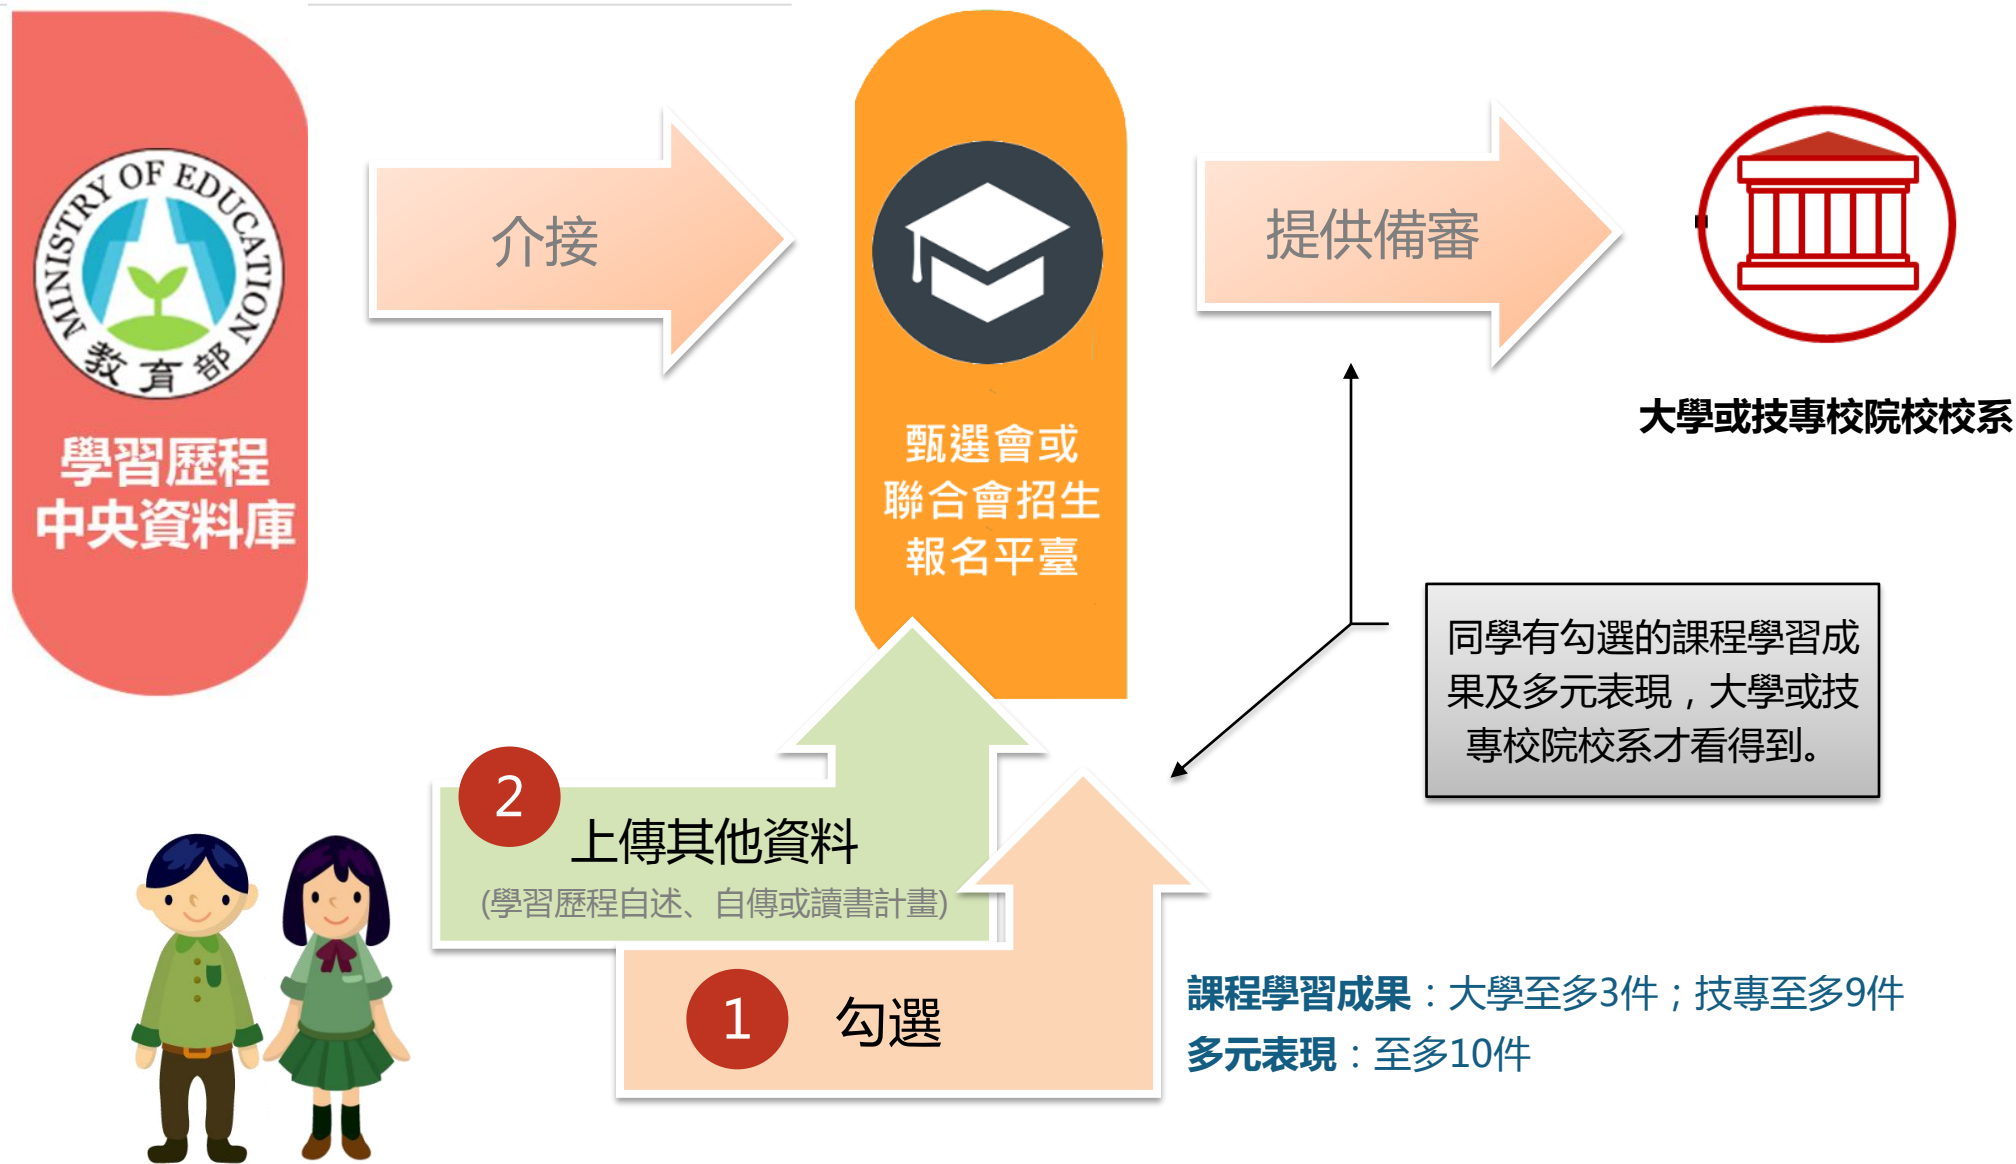 MINISTRY OF EDUCATION
教育部
學習歷程
中央資料庫
介接
甄選會或
聯合會招生
報名平臺
提供備審
大學或技專校院校校系
同學有勾選的課程學習成
果及多元表現，大學或技
專校院校系才看得到。
2
上傳其他資料
(學習歷程自述、自傳或讀書計畫)
1
勾選
課程學習成果：大學至多3件；技專至多9件
多元表現：至多10件